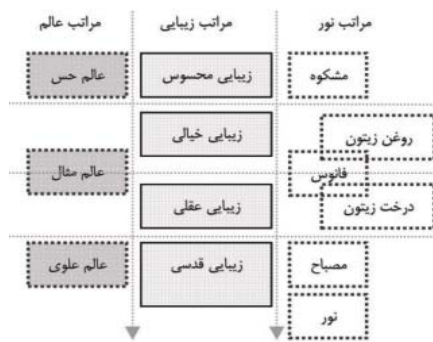 مراتب نور	مراتب زیبایی	مراتب عالم
مشکوه	زیبایی محسوس	عالم حس
روغن زیتون	زیبایی خیالی
فانوس	عالم مثال
درخت زیتون	زیبایی عقلی
مصباح	زیبایی قدسی	عالم علوی
نور